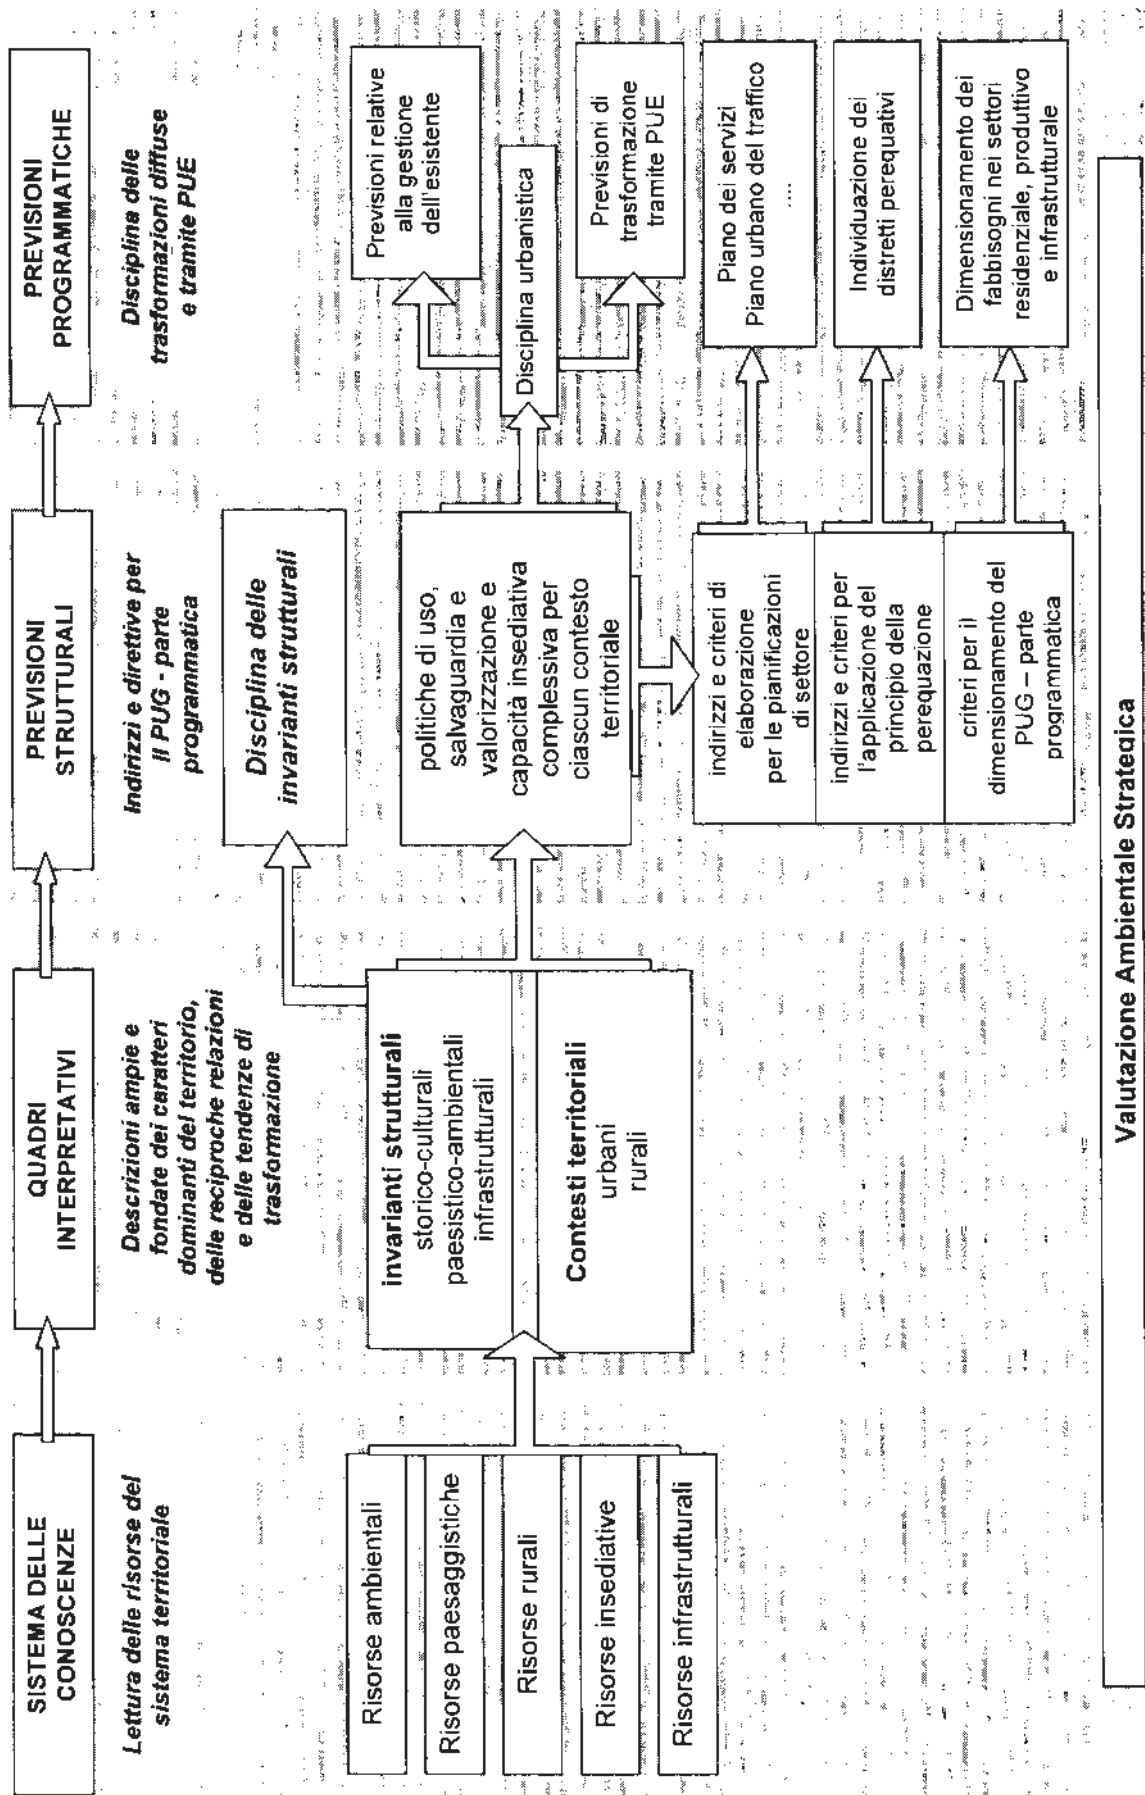 SISTEMA DELLE
CONOSCENZE
QUADRI
INTERPRETATIVI
PREVISIONI
STRUTTURALI
PREVISIONI
PROGRAMMATICHE
Lettura delle risorse del
sistema territoriale
Descrizioni ampie e
fondate dei caratteri
dominanti del territorio,
delle reciproche relazioni
e delle tendenze di
trasformazione
Indirizzi e direttive per
il PUG - parte
programmatica
Disciplina delle
trasformazioni diffuse
e tramite PUE
Risorse ambientali
Risorse paesaggistiche
Risorse rurali
Risorse insediative
Risorse infrastrutturali
invarianti strutturali
storico-culturali
paesistico-ambientali
infrastrutturali
Contesti territoriali
urbani
rurali
Disciplina delle
invarianti strutturali
politiche di uso,
salvaguardia e
valorizzazione e
capacità insediativa
complessiva per
ciascun contesto
territoriale
indirizzi e criteri di
elaborazione
per le pianificazioni
di settore
indirizzi e criteri per
l'applicazione del
principio della
perequazione
criteri per il
dimensionamento del
PUG – parte
programmatica
Previsioni relative
alla gestione
dell'esistente
Disciplina urbanistica
Previsioni di
trasformazione
tramite PUE
Piano dei servizi
Piano urbano del traffico
....
Individuazione dei
distretti perequativi
Dimensionamento dei
fabbisogni nei settori
residenziale, produttivo
e infrastrutturale
Valutazione Ambientale Strategica